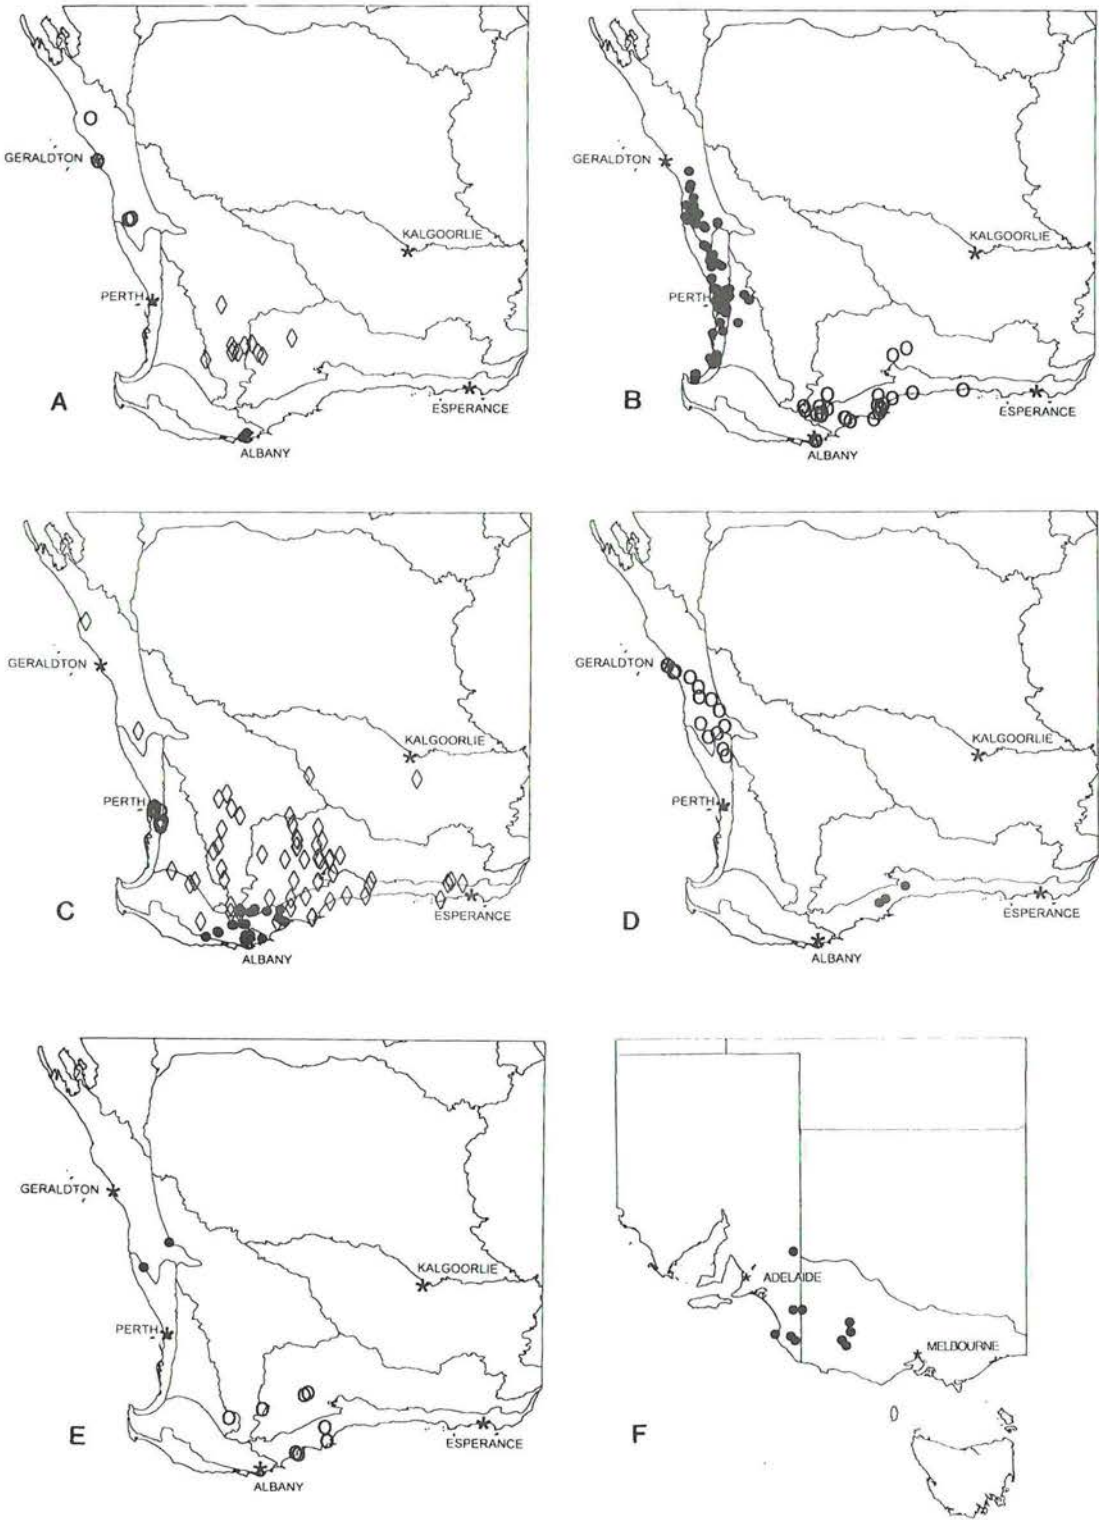 GERALDTON
KALGOORLIE
PERTH
A
ESPERANCE
ALBANY
GERALDTON
KALGOORLIE
PERTH
B
ESPERANCE
ALBANY
GERALDTON
KALGOORLIE
PERTH
C
ESPERANCE
ALBANY
GERALDTON
KALGOORLIE
PERTH
D
ESPERANCE
ALBANY
GERALDTON
KALGOORLIE
PERTH
E
ESPERANCE
ALBANY
ADELAIDE
MELBOURNE
F